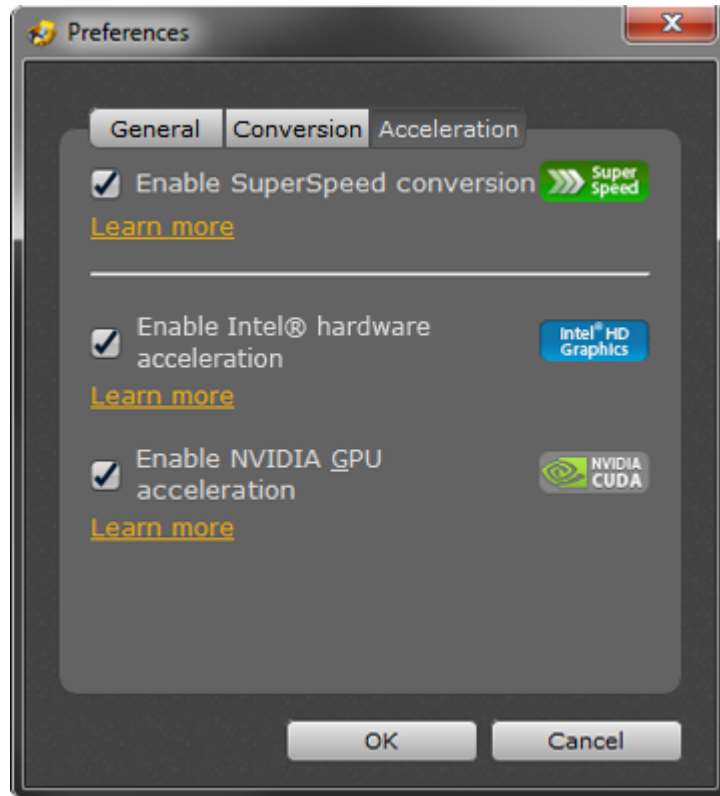 Preferences
General Conversion Acceleration
Enable SuperSpeed conversion Super
Speed
Learn more
Enable Intel® hardware
acceleration
Intel® HD
Graphics
Learn more
Enable NVIDIA GPU
acceleration
NVIDIA
CUDA
Learn more
OK Cancel